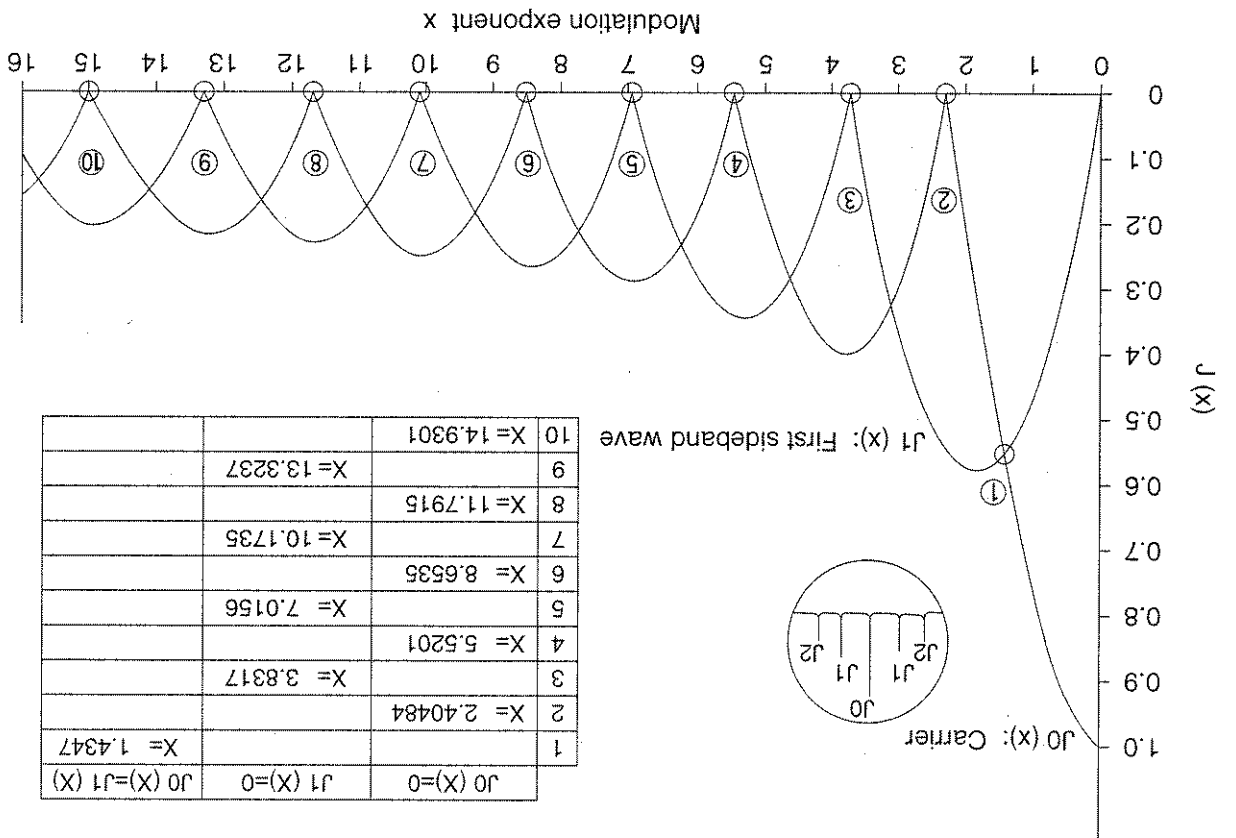 J0 (X)=0 J1 (X)=0 J0 (X)=J1 (X)
1 X= 1.4347
2 X= 2.40484
3 X= 3.8317
4 X= 5.5201
5 X= 7.0156
6 X= 8.6535
7 X= 10.1735
8 X= 11.7915
9 X= 13.3237
10 X= 14.9301
J0 (x): Carrier
J0
J1 J1
J2 J2
J1 (x): First sideband wave
J (x)
1.0
0.9
0.8
0.7
0.6
0.5
0.4
0.3
0.2
0.1
0
① ② ③ ④ ⑤ ⑥ ⑦ ⑧ ⑨ ⑩
0 1 2 3 4 5 6 7 8 9 10 11 12 13 14 15 16
Modulation exponent x